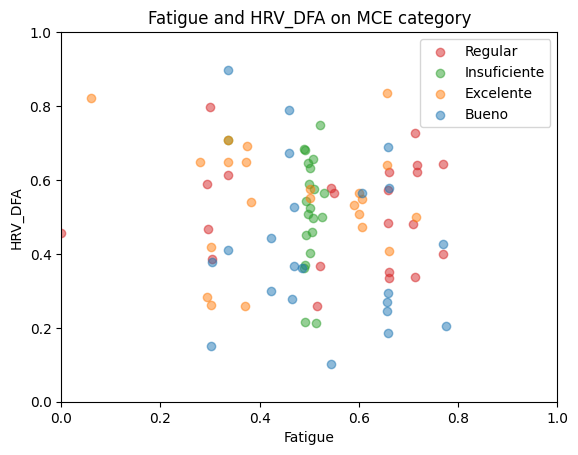 Fatigue and HRV_DFA on MCE category
Regular
Insuficiente
Excelente
Bueno
HRV_DFA
1.0
0.8
0.6
0.4
0.2
0.0
0.0 0.2 0.4 0.6 0.8 1.0
Fatigue